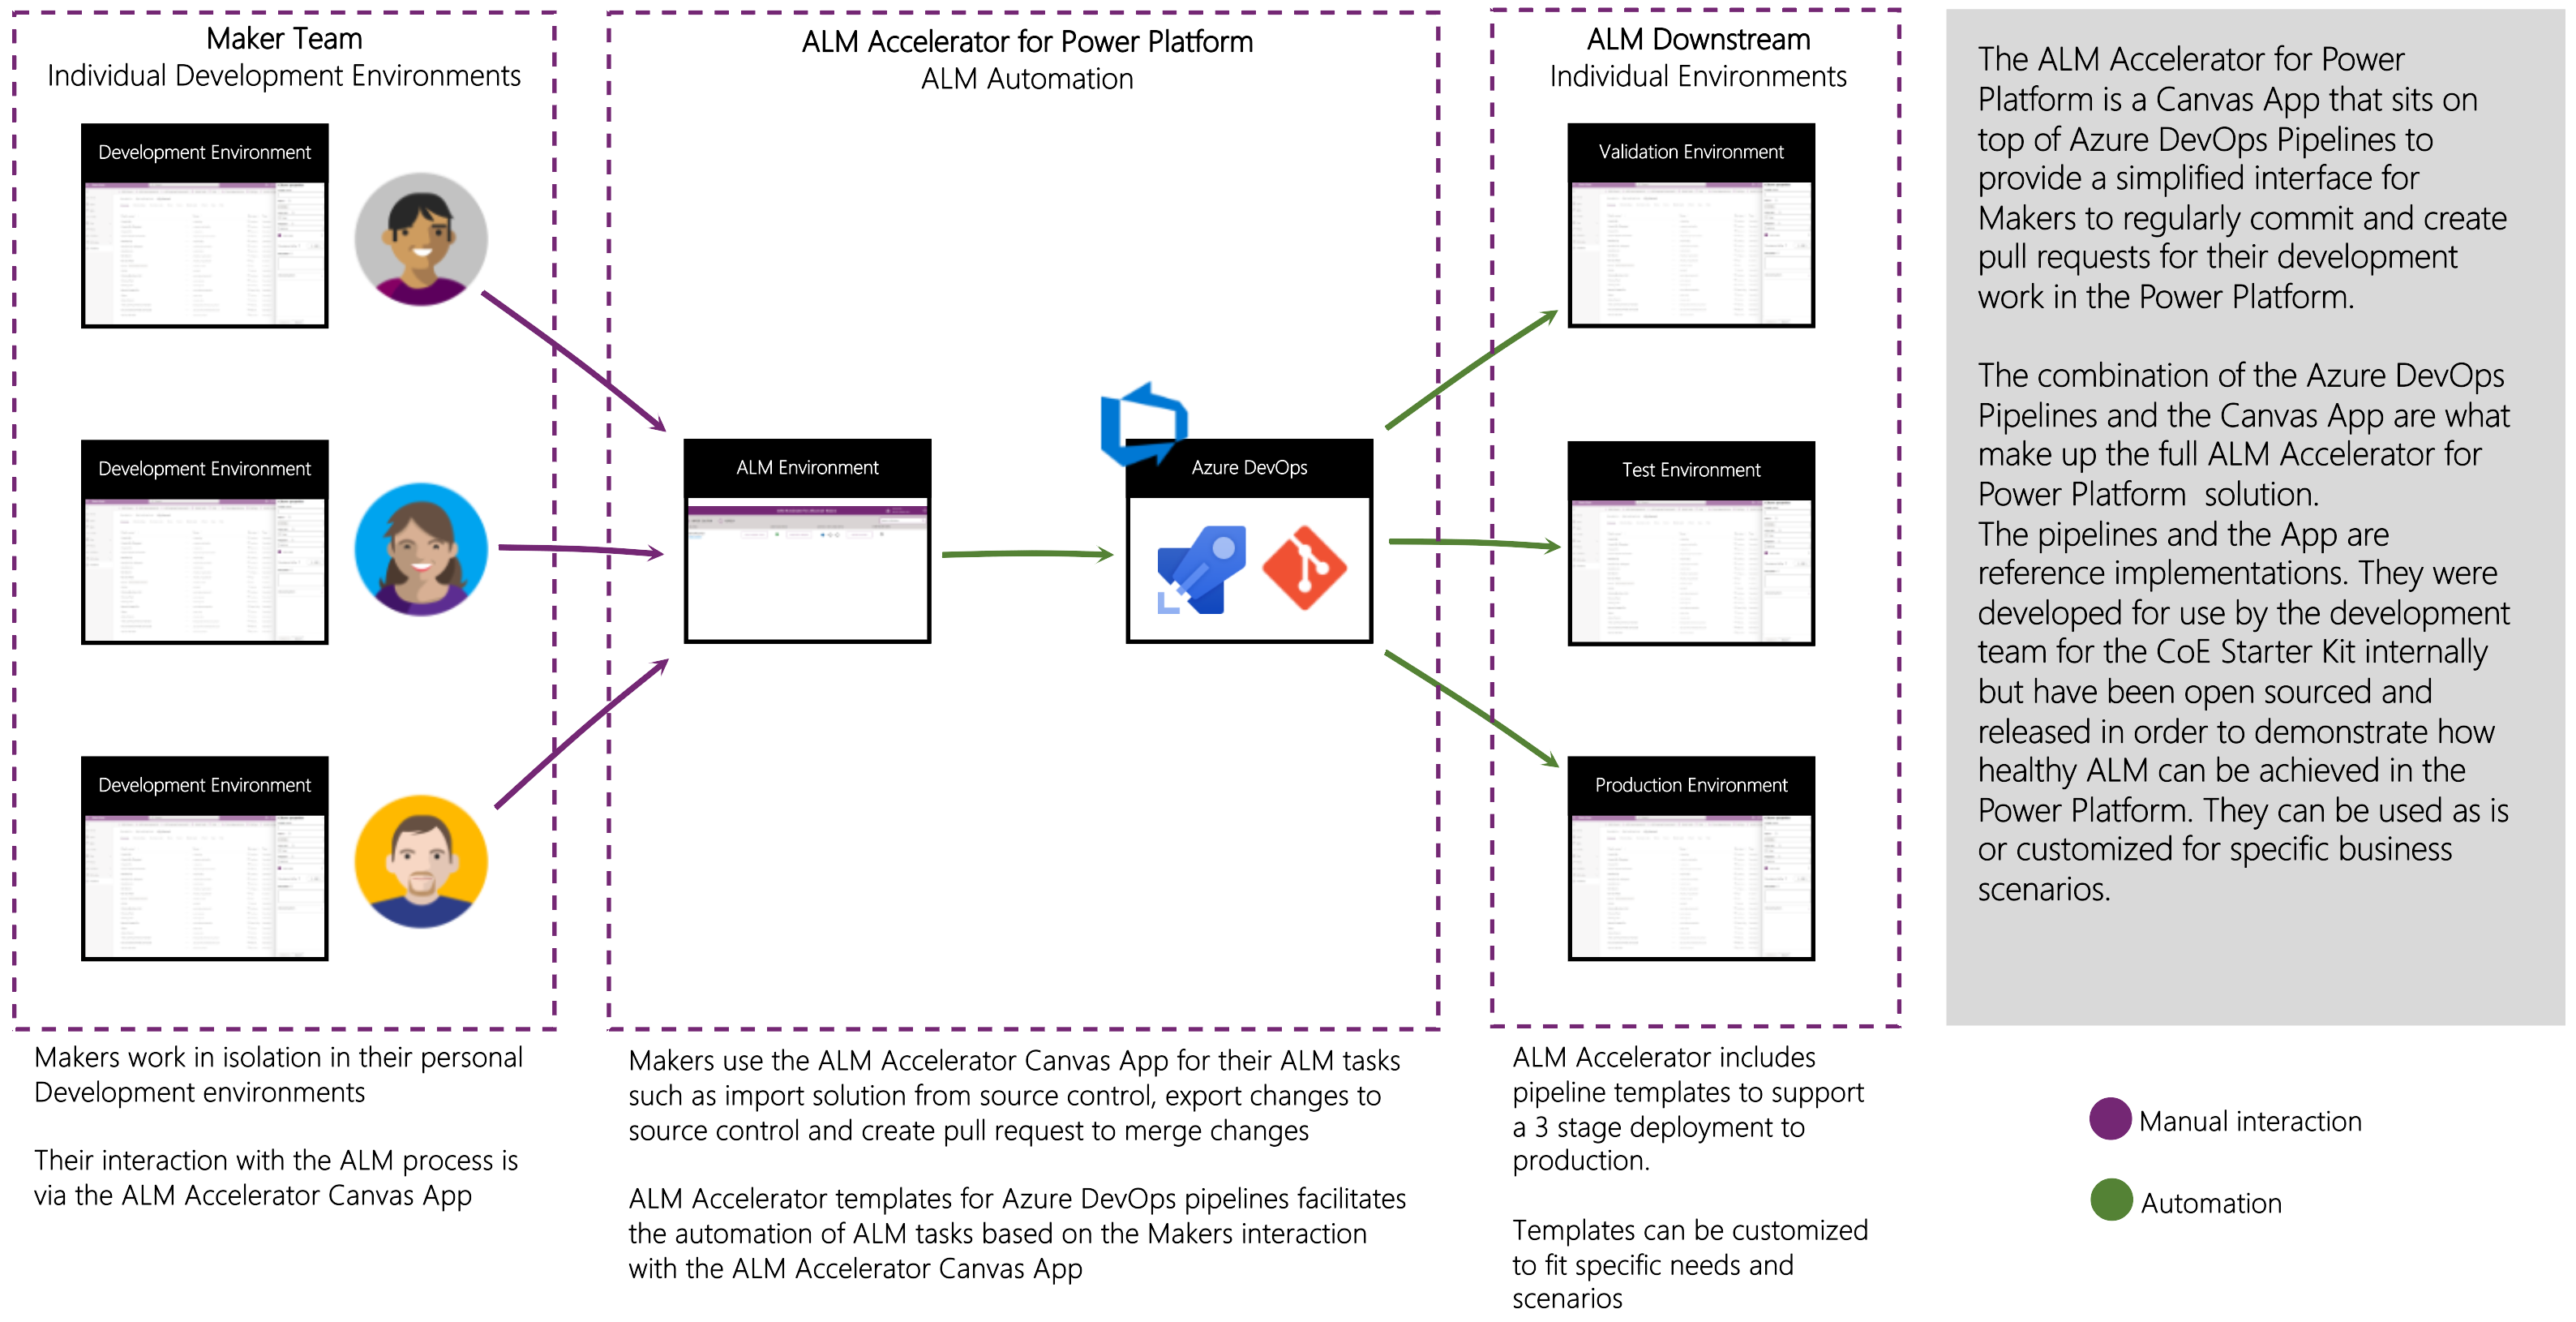 Maker Team
Individual Development Environments
Development Environment
Development Environment
Development Environment
Makers work in isolation in their personal
Development environments
Their interaction with the ALM process is
via the ALM Accelerator Canvas App
ALM Accelerator for Power Platform
ALM Automation
ALM Environment
Azure DevOps
Makers use the ALM Accelerator Canvas App for their ALM tasks
such as import solution from source control, export changes to
source control and create pull request to merge changes
ALM Accelerator templates for Azure DevOps pipelines facilitates
the automation of ALM tasks based on the Makers interaction
with the ALM Accelerator Canvas App
ALM Downstream
Individual Environments
Validation Environment
Test Environment
Production Environment
ALM Accelerator includes
pipeline templates to support
a 3 stage deployment to
production.
Templates can be customized
to fit specific needs and
scenarios
The ALM Accelerator for Power
Platform is a Canvas App that sits on
top of Azure DevOps Pipelines to
provide a simplified interface for
Makers to regularly commit and create
pull requests for their development
work in the Power Platform.
The combination of the Azure DevOps
Pipelines and the Canvas App are what
make up the full ALM Accelerator for
Power Platform  solution.
The pipelines and the App are
reference implementations. They were
developed for use by the development
team for the CoE Starter Kit internally
but have been open sourced and
released in order to demonstrate how
healthy ALM can be achieved in the
Power Platform. They can be used as is
or customized for specific business
scenarios.
Manual interaction
Automation